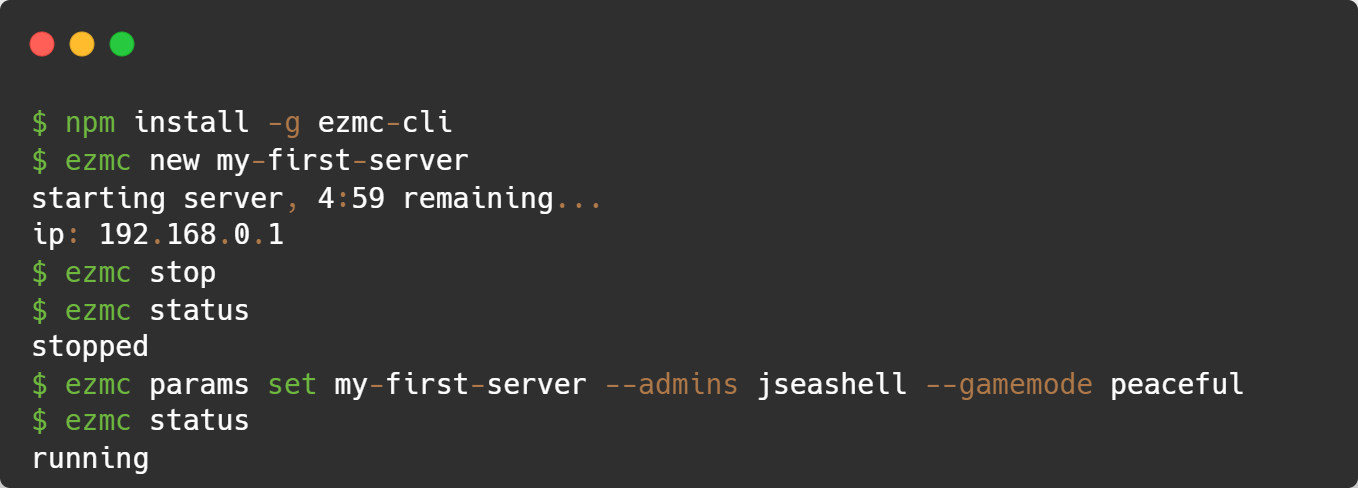 $ npm install -g ezmc-cli
$ ezmc new my-first-server
starting server, 4:59 remaining...
ip: 192.168.0.1
$ ezmc stop
$ ezmc status
stopped
$ ezmc params set my-first-server --admins jseashell --gamemode peaceful
$ ezmc status
running